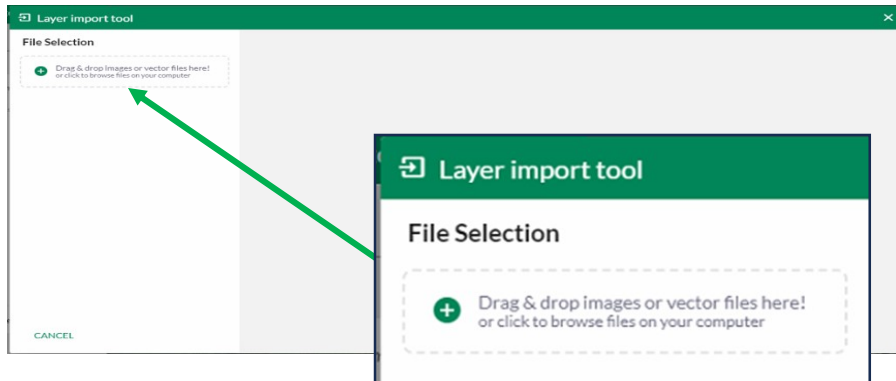 Layer import tool
File Selection
Drag & drop images or vector files here!
or click to browse files on your computer
CANCEL
Layer import tool
File Selection
Drag & drop images or vector files here!
or click to browse files on your computer